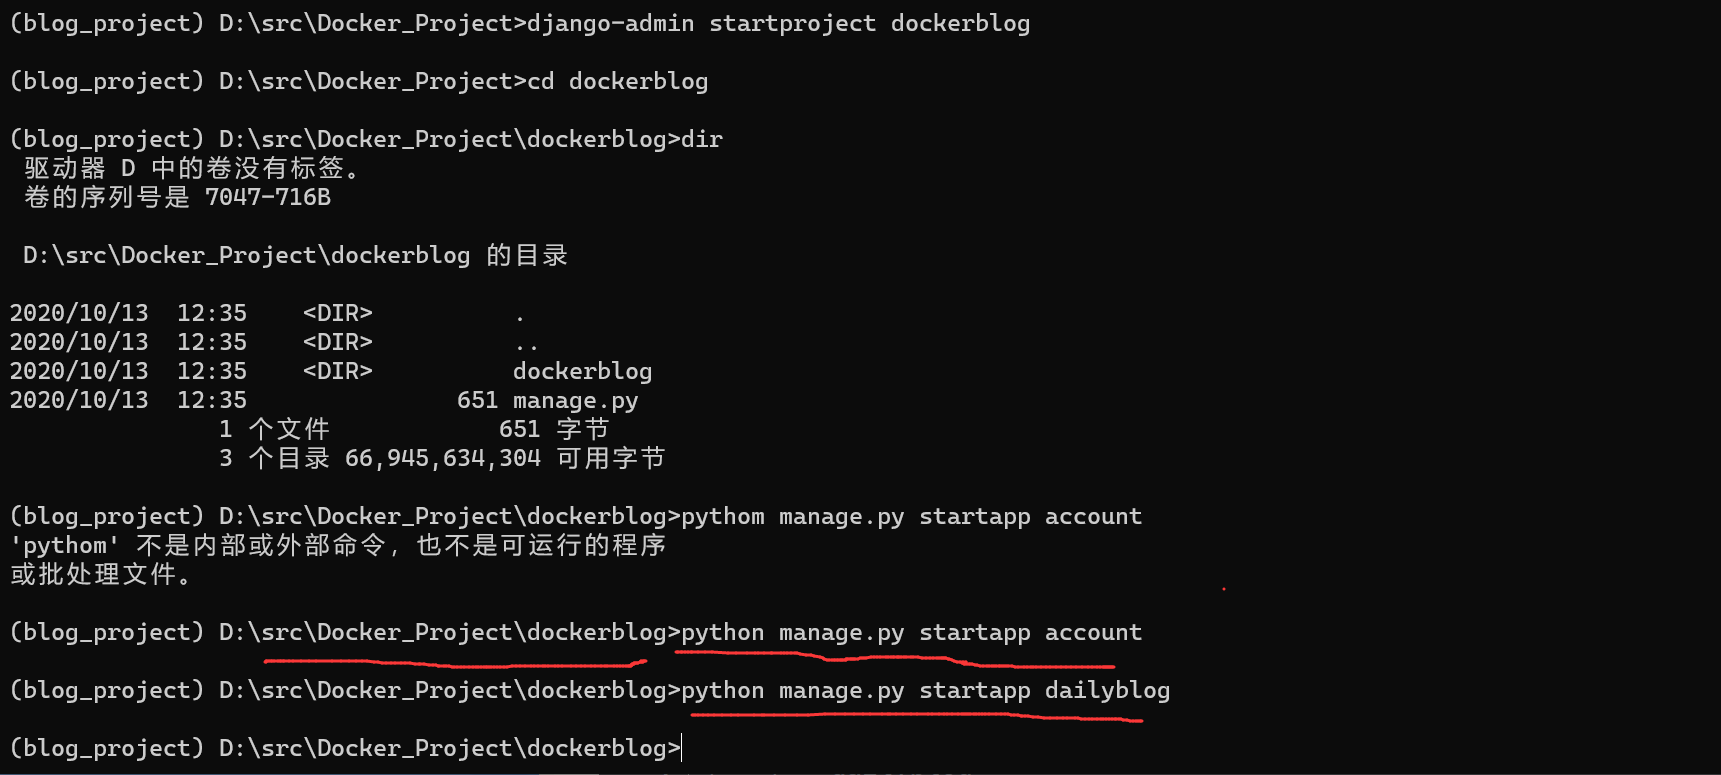 (blog_project) D:\src\Docker_Project>django-admin startproject dockerblog
(blog_project) D:\src\Docker_Project>cd dockerblog
(blog_project) D:\src\Docker_Project\dockerblog>dir
驱动器 D 中的卷没有标签。
卷的序列号是 7047-716B
D:\src\Docker_Project\dockerblog 的目录
2020/10/13  12:35    <DIR>          .
2020/10/13  12:35    <DIR>          ..
2020/10/13  12:35    <DIR>          dockerblog
2020/10/13  12:35               651 manage.py
1 个文件            651 字节
3 个目录 66,945,634,304 可用字节
(blog_project) D:\src\Docker_Project\dockerblog>pythom manage.py startapp account
'pythom' 不是内部或外部命令，也不是可运行的程序
或批处理文件。
(blog_project) D:\src\Docker_Project\dockerblog>python manage.py startapp account
(blog_project) D:\src\Docker_Project\dockerblog>python manage.py startapp dailyblog
(blog_project) D:\src\Docker_Project\dockerblog>